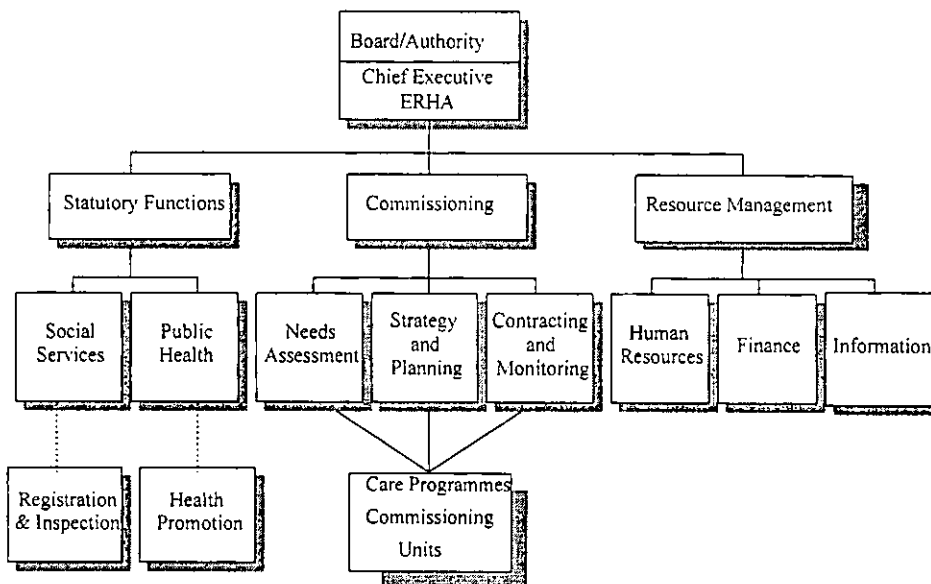 Board/Authority
Chief Executive
ERHA
Statutory Functions
Commissioning
Resource Management
Social
Services
Public
Health
Needs
Assessment
Strategy
and
Planning
Contracting
and
Monitoring
Human
Resources
Finance
Information
Registration
& Inspection
Health
Promotion
Care Programmes
Commissioning
Units